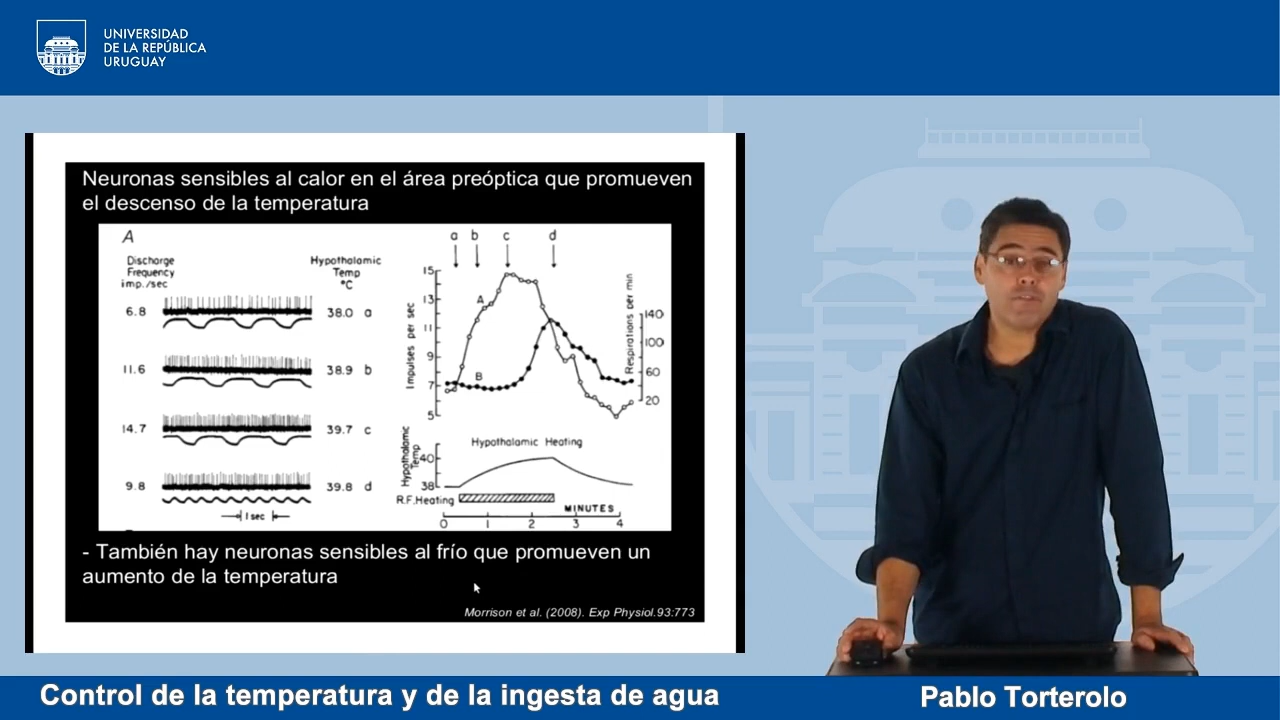 UNIVERSIDAD
DE LA REPÚBLICA
URUGUAY
Neuronas sensibles al calor en el área preóptica que promueven
el descenso de la temperatura
A
Discharge
Frequency
imp./sec
Hypothalamic
Temp
°C
6.8 38.0 a
11.6 38.9 b
14.7 39.7 c
9.8 39.8 d
1 sec
a b c d
Impulses per sec
15
13
11
9
7
5
A
B
Respirations per min
140
100
60
20
Hypothalamic
Temp
40
38
Hypothalamic Heating
R.F. Heating
MINUTES
0 1 2 3 4
- También hay neuronas sensibles al frío que promueven un
aumento de la temperatura
Morrison et al. (2008). Exp Physiol.93:773
Control de la temperatura y de la ingesta de agua
Pablo Torterolo